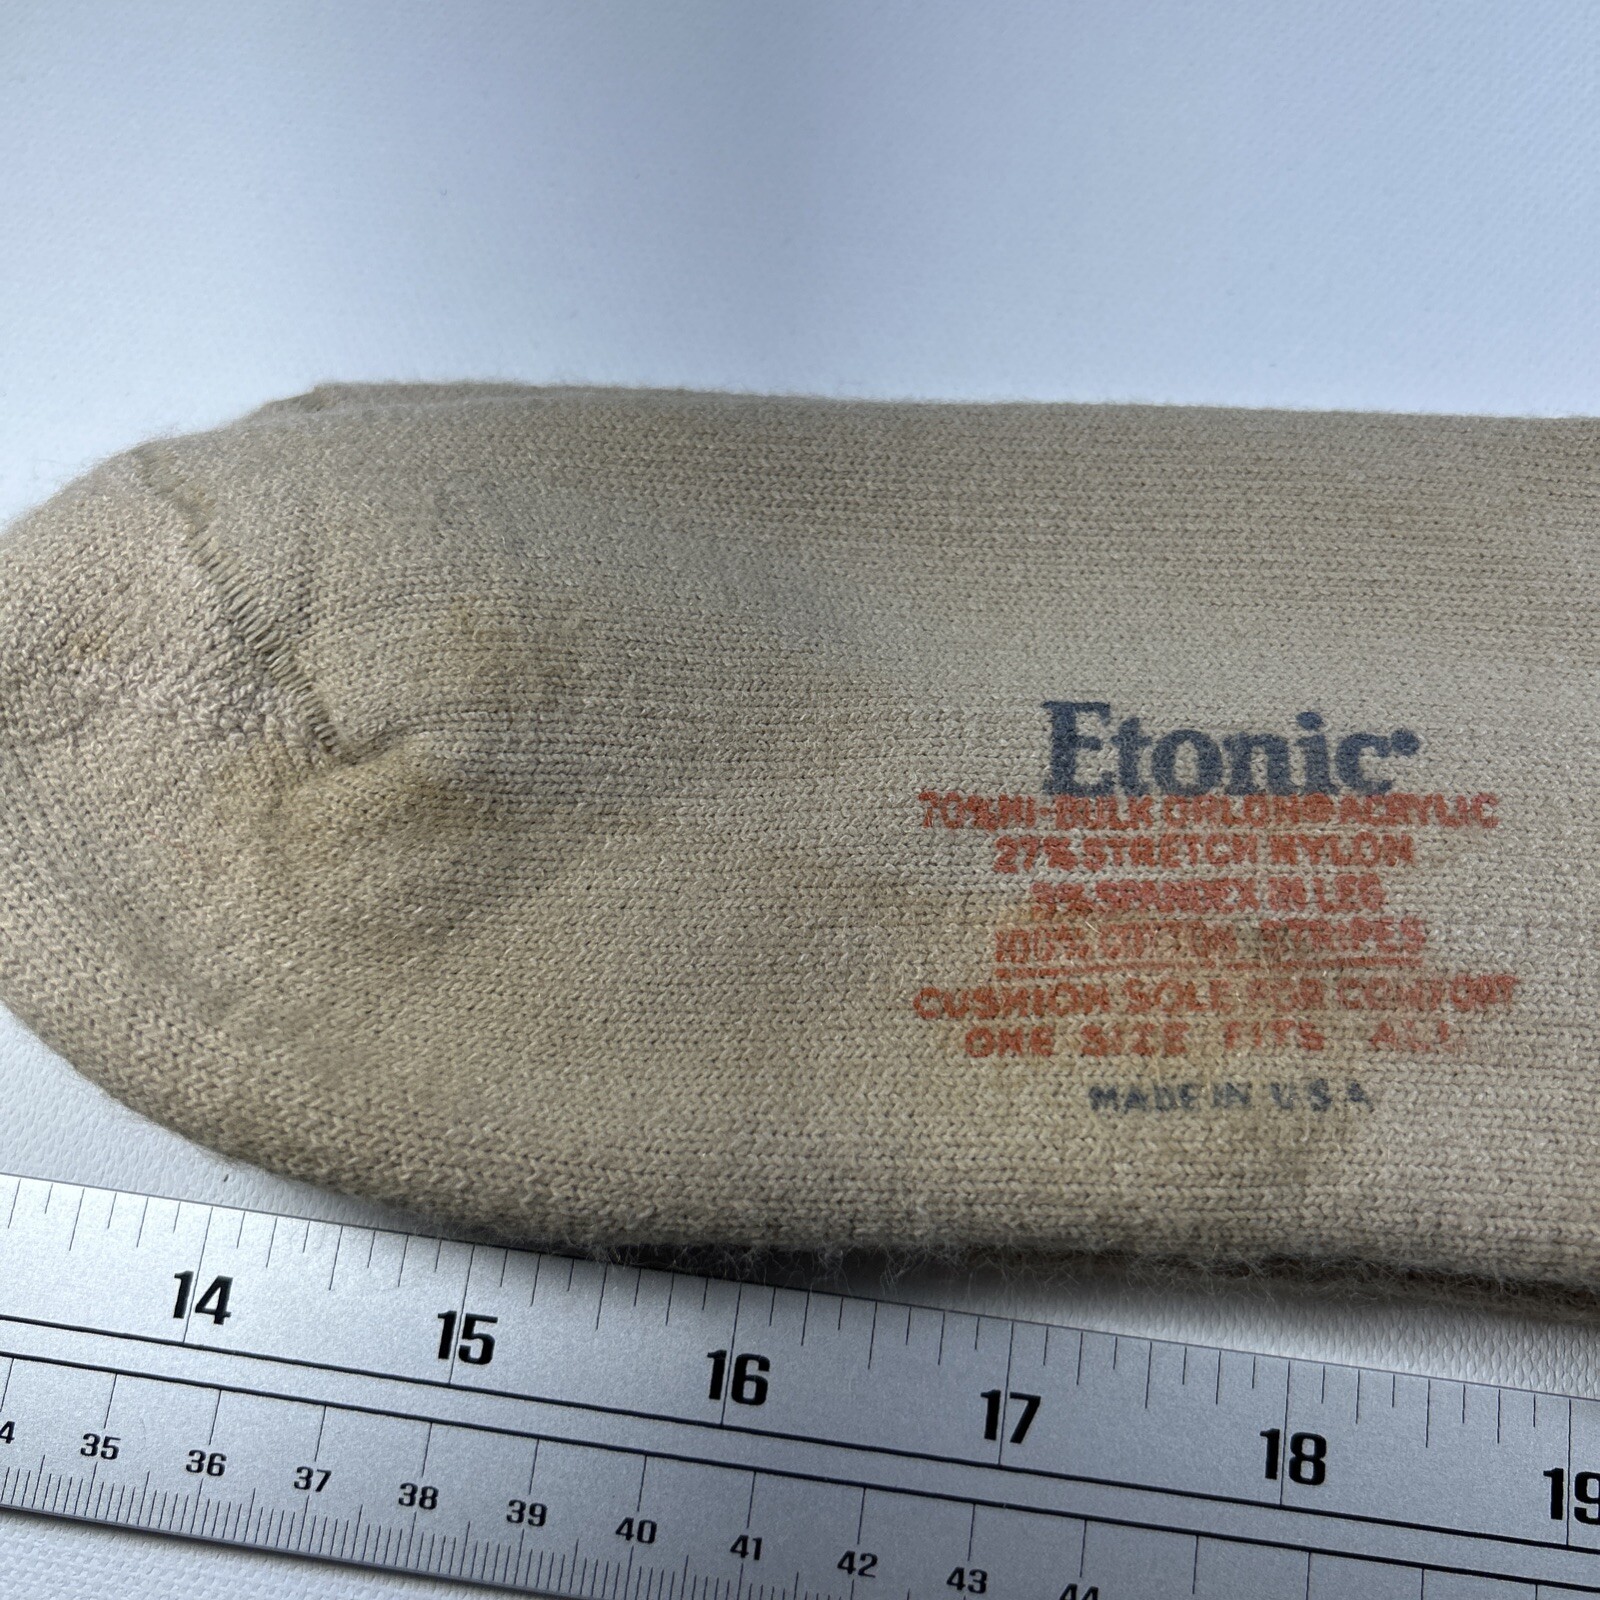 Etonic®
70% HI-BULK ORLON® ACRYLIC
27% STRETCH NYLON
3% SPANDEX IN LEG
100% COTTON STRIPES
CUSHION SOLE FOR COMFORT
ONE SIZE FITS ALL
MADE IN U.S.A.
14 15 16 17 18 19
35 36 37 38 39 40 41 42 43 44